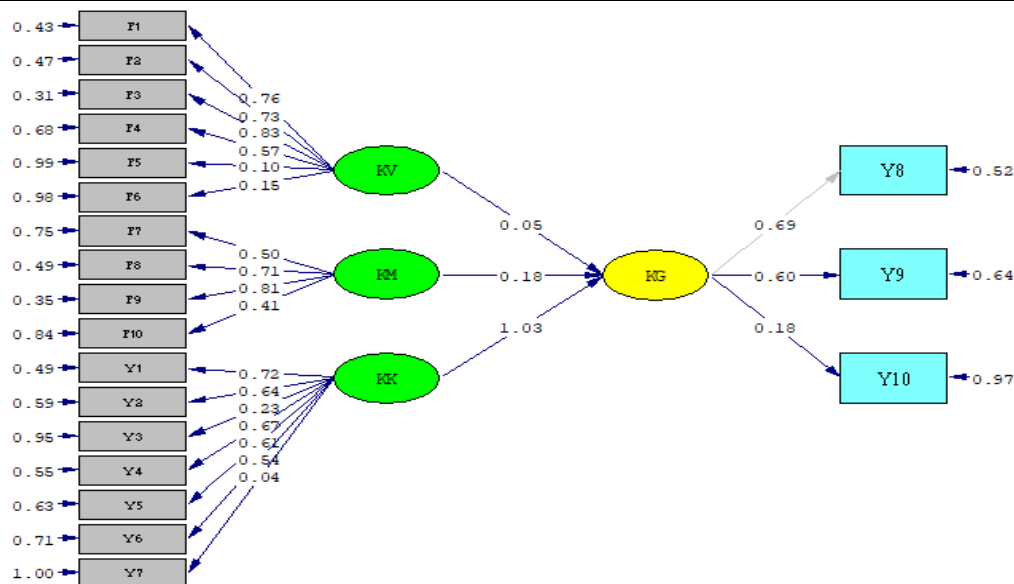 0.43 F1
0.47 F2
0.31 F3
0.68 F4
0.99 F5
0.98 F6
0.75 F7
0.49 F8
0.35 F9
0.84 F10
0.49 Y1
0.59 Y2
0.95 Y3
0.55 Y4
0.63 Y5
0.71 Y6
1.00 Y7
0.76
0.73
0.83
0.57
0.10
0.15
0.50
0.71
0.81
0.41
0.72
0.64
0.23
0.67
0.61
0.54
0.04
KV
KM
KK
0.05
0.18
1.03
KG
0.69
0.60
0.18
Y8 0.52
Y9 0.64
Y10 0.97